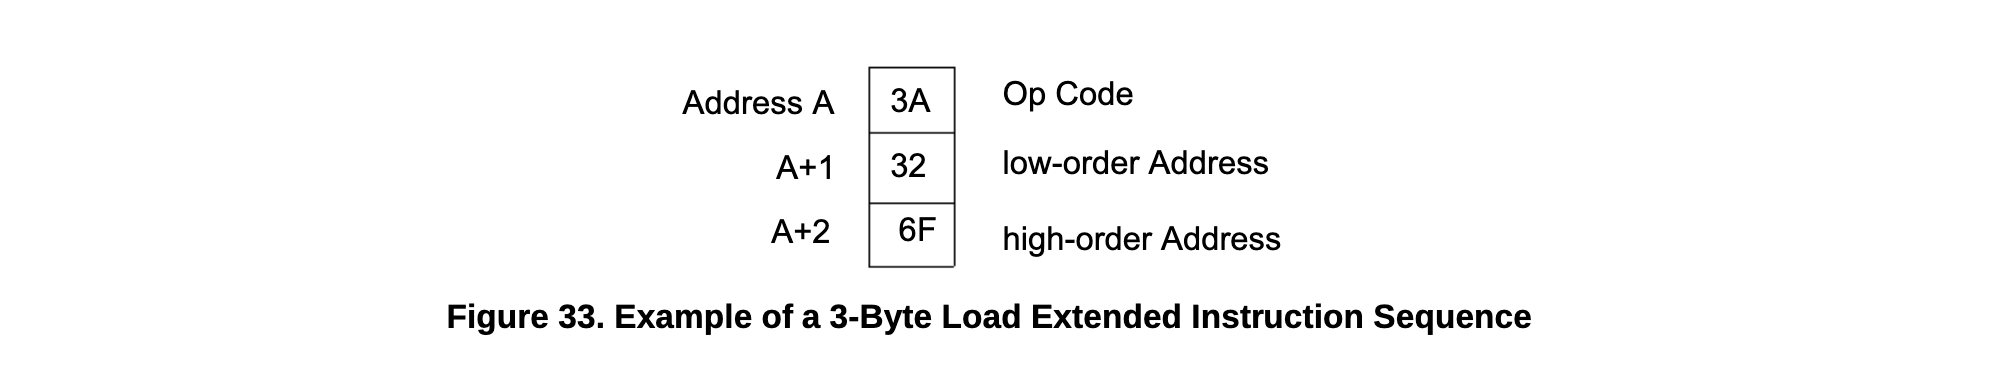 Address A 3A Op Code
A+1 32 low-order Address
A+2 6F high-order Address
Figure 33. Example of a 3-Byte Load Extended Instruction Sequence